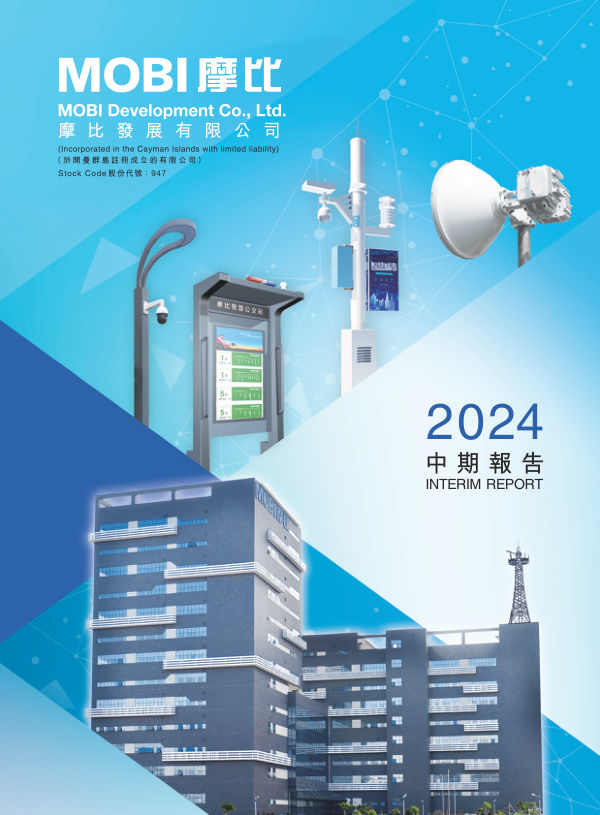 MOBI 摩比
MOBI Development Co., Ltd.
摩比發展有限公司
(Incorporated in the Cayman Islands with limited liability)
(於開曼群島註冊成立的有限公司)
Stock Code股份代號：947
摩比智慧公交站
2024
中期報告
INTERIM REPORT
MOBI 摩比